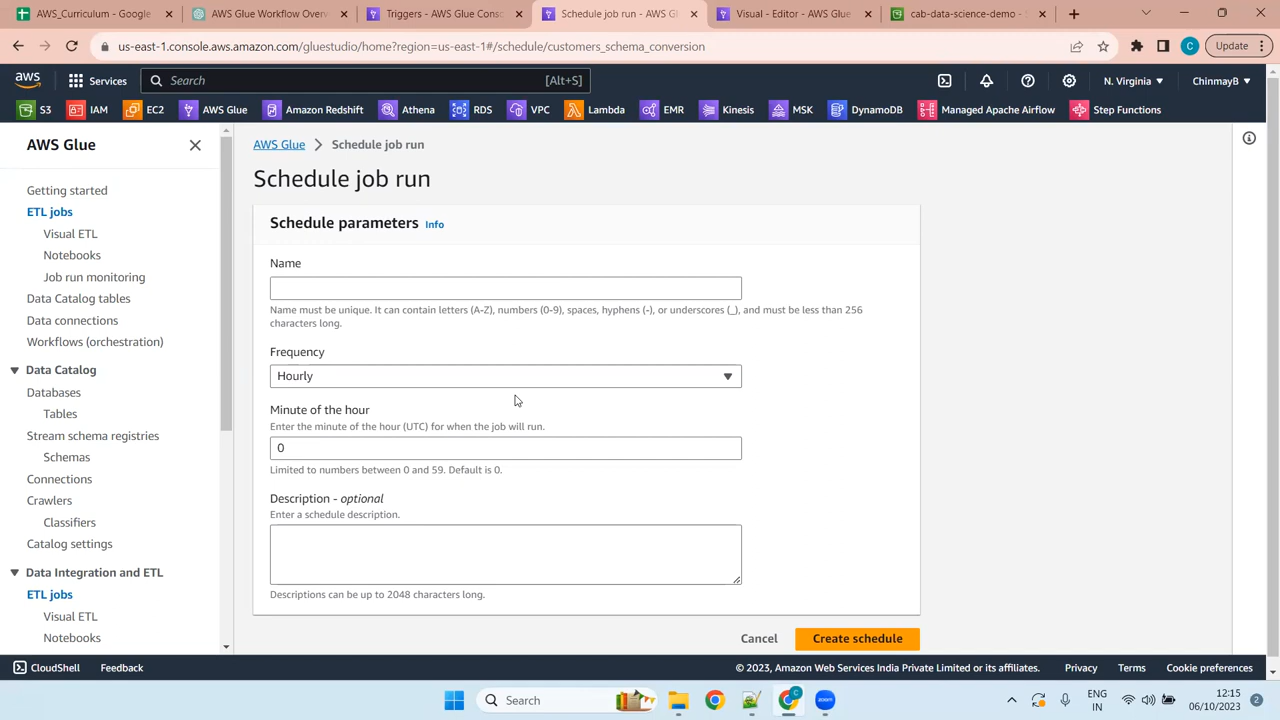 AWS_Curriculum - Google
AWS Glue Workflow Overv
Triggers - AWS Glue Conso
Schedule job run - AWS G
Visual - Editor - AWS Glue
cab-data-science-demo -
us-east-1.console.aws.amazon.com/gluestudio/home?region=us-east-1#/schedule/customers_schema_conversion
C
Update
aws
Services
Search
[Alt+S]
N. Virginia
ChinmayB
S3
IAM
EC2
AWS Glue
Amazon Redshift
Athena
RDS
VPC
Lambda
EMR
Kinesis
MSK
DynamoDB
Managed Apache Airflow
Step Functions
AWS Glue
Getting started
ETL jobs
Visual ETL
Notebooks
Job run monitoring
Data Catalog tables
Data connections
Workflows (orchestration)
Data Catalog
Databases
Tables
Stream schema registries
Schemas
Connections
Crawlers
Classifiers
Catalog settings
Data Integration and ETL
ETL jobs
Visual ETL
Notebooks
AWS Glue
Schedule job run
Schedule job run
Schedule parameters
Info
Name
Name must be unique. It can contain letters (A-Z), numbers (0-9), spaces, hyphens (-), or underscores (_), and must be less than 256
characters long.
Frequency
Hourly
Minute of the hour
Enter the minute of the hour (UTC) for when the job will run.
0
Limited to numbers between 0 and 59. Default is 0.
Description - optional
Enter a schedule description.
Descriptions can be up to 2048 characters long.
Cancel
Create schedule
CloudShell
Feedback
© 2023, Amazon Web Services India Private Limited or its affiliates.
Privacy
Terms
Cookie preferences
Search
C
zoom
ENG
IN
12:15
06/10/2023
2